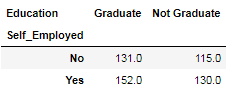 Education Graduate Not Graduate
Self_Employed
No 131.0 115.0
Yes 152.0 130.0